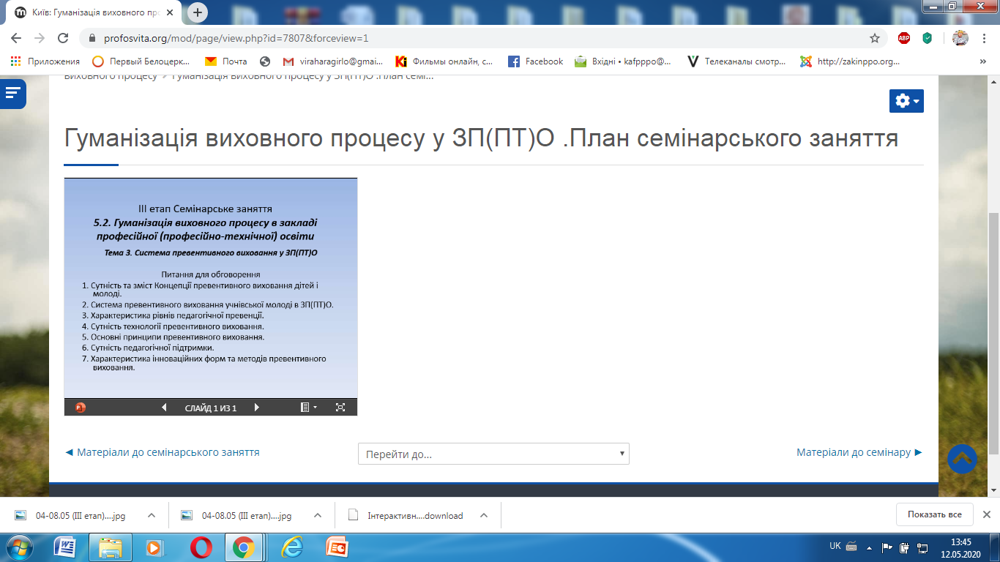 Київ: Гуманізація виховного пр
profosvita.org/mod/page/view.php?id=7807&forceview=1
ABP
Приложения
Первый Белоцерк...
Почта
viraharagirlo@gmai...
Фильмы онлайн, с...
Facebook
Вхідні • kafpppo@...
Телеканалы смотр...
http://zakinppo.org...
»
виховного процесу
Гуманізація виховного процесу у ЗП(ПТ)О .План семі...
Гуманізація виховного процесу у ЗП(ПТ)О .План семінарського заняття
ІІІ етап Семінарське заняття
5.2. Гуманізація виховного процесу в закладі
професійної (професійно-технічної) освіти
Тема 3. Система превентивного виховання у ЗП(ПТ)О
Питання для обговорення
1. Сутність та зміст Концепції превентивного виховання дітей і
молоді.
2. Система превентивного виховання учнівської молоді в ЗП(ПТ)О.
3. Характеристика рівнів педагогічної превенції.
4. Сутність технології превентивного виховання.
5. Основні принципи превентивного виховання.
6. Сутність педагогічної підтримки.
7. Характеристика інноваційних форм та методів превентивного
виховання.
СЛАЙД 1 ИЗ 1
◄ Матеріали до семінарського заняття
Перейти до...
Матеріали до семінару ►
04-08.05 (ІІІ етап)....jpg
04-08.05 (ІІІ етап)....jpg
Інтерактивн....download
Показать все
UK
13:45
12.05.2020